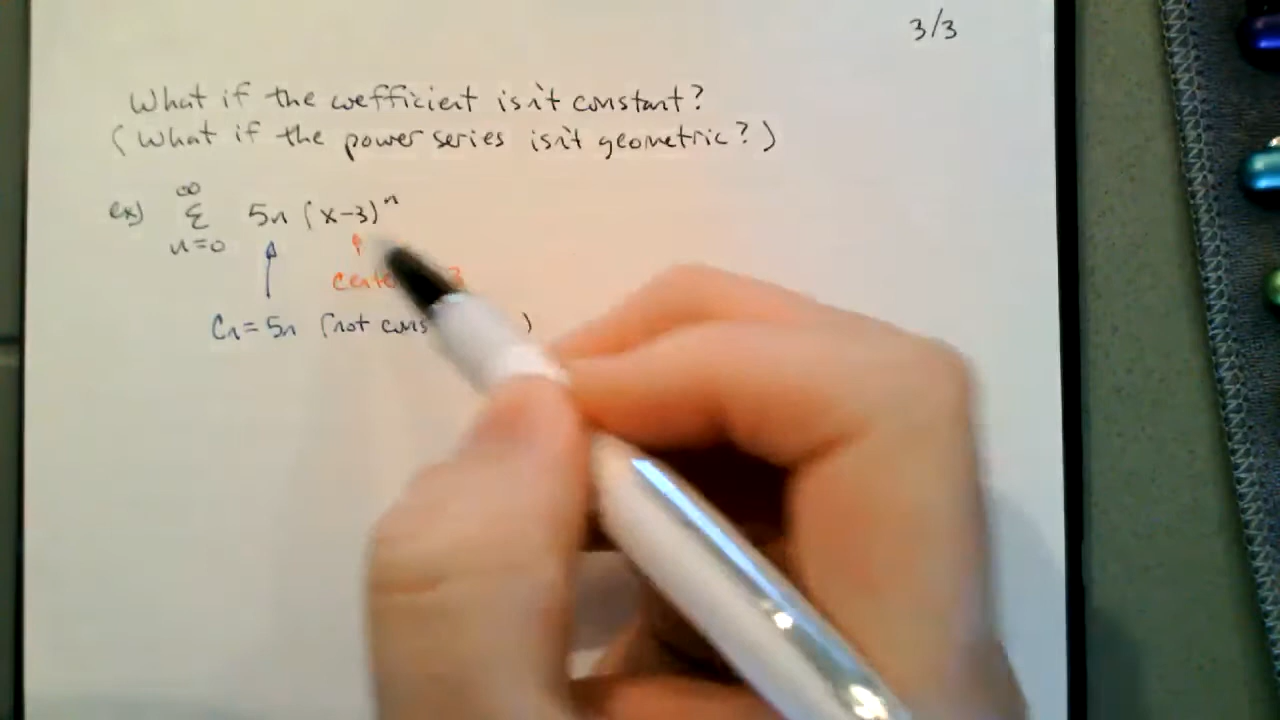 3/3
What if the coefficient isn't constant?
(What if the power series isn't geometric?)
ex) ∞ Σ n=0 5n (x-3)^n
3
Cn = 5n (not )